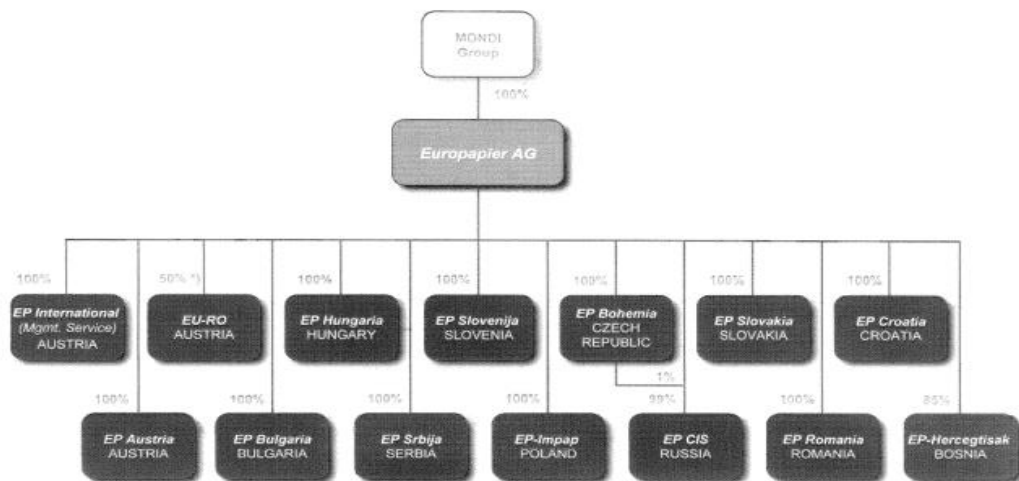 MONDI
Group
100%
Europapier AG
100%
50% *)
100%
100%
100%
100%
100%
EP International
(Mgmt. Service)
AUSTRIA
EU-RO
AUSTRIA
EP Hungaria
HUNGARY
EP Slovenija
SLOVENIA
EP Bohemia
CZECH
REPUBLIC
EP Slovakia
SLOVAKIA
EP Croatia
CROATIA
1%
100%
100%
100%
100%
99%
100%
85%
EP Austria
AUSTRIA
EP Bulgaria
BULGARIA
EP Srbija
SERBIA
EP-Impap
POLAND
EP CIS
RUSSIA
EP Romania
ROMANIA
EP-Hercegtisak
BOSNIA